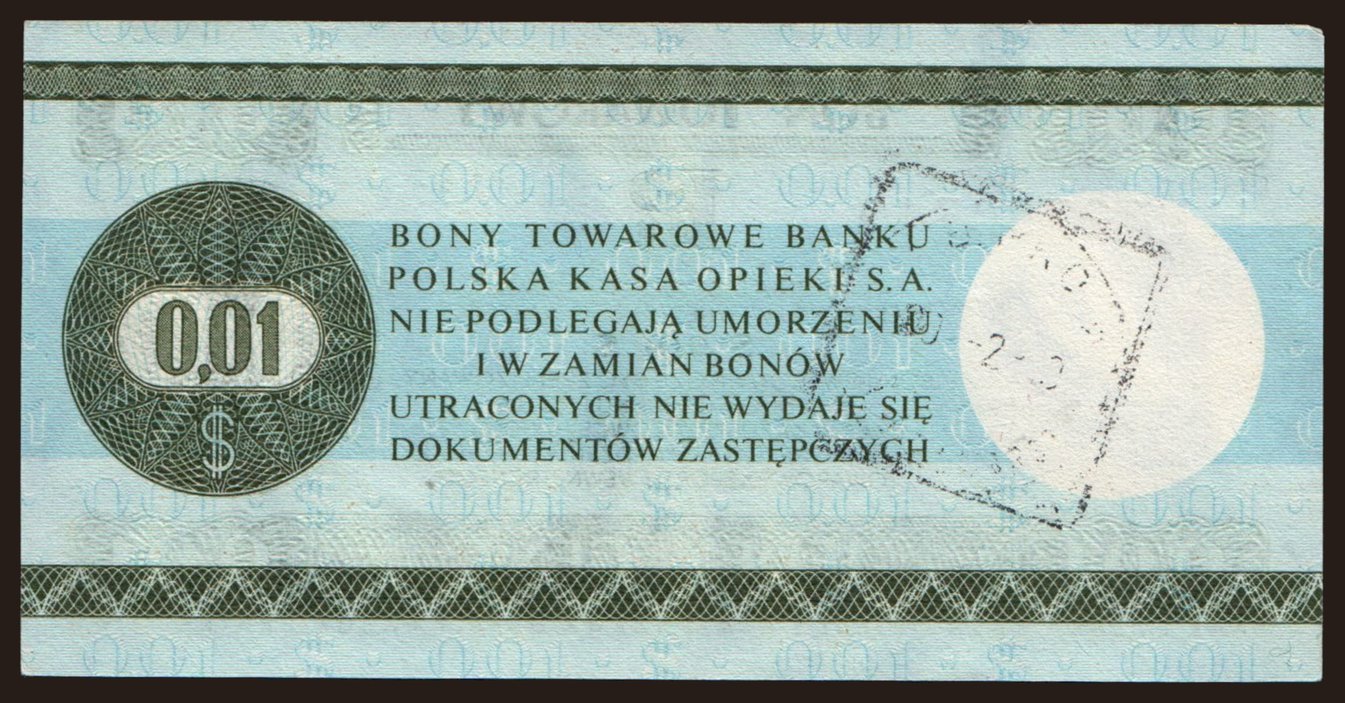 BONY TOWAROWE BANKU
POLSKA KASA OPIEKI S.A.
NIE PODLEGAJĄ UMORZENIU
I W ZAMIAN BONÓW
UTRACONYCH NIE WYDAJE SIĘ
DOKUMENTÓW ZASTĘPCZYCH
0,01
$